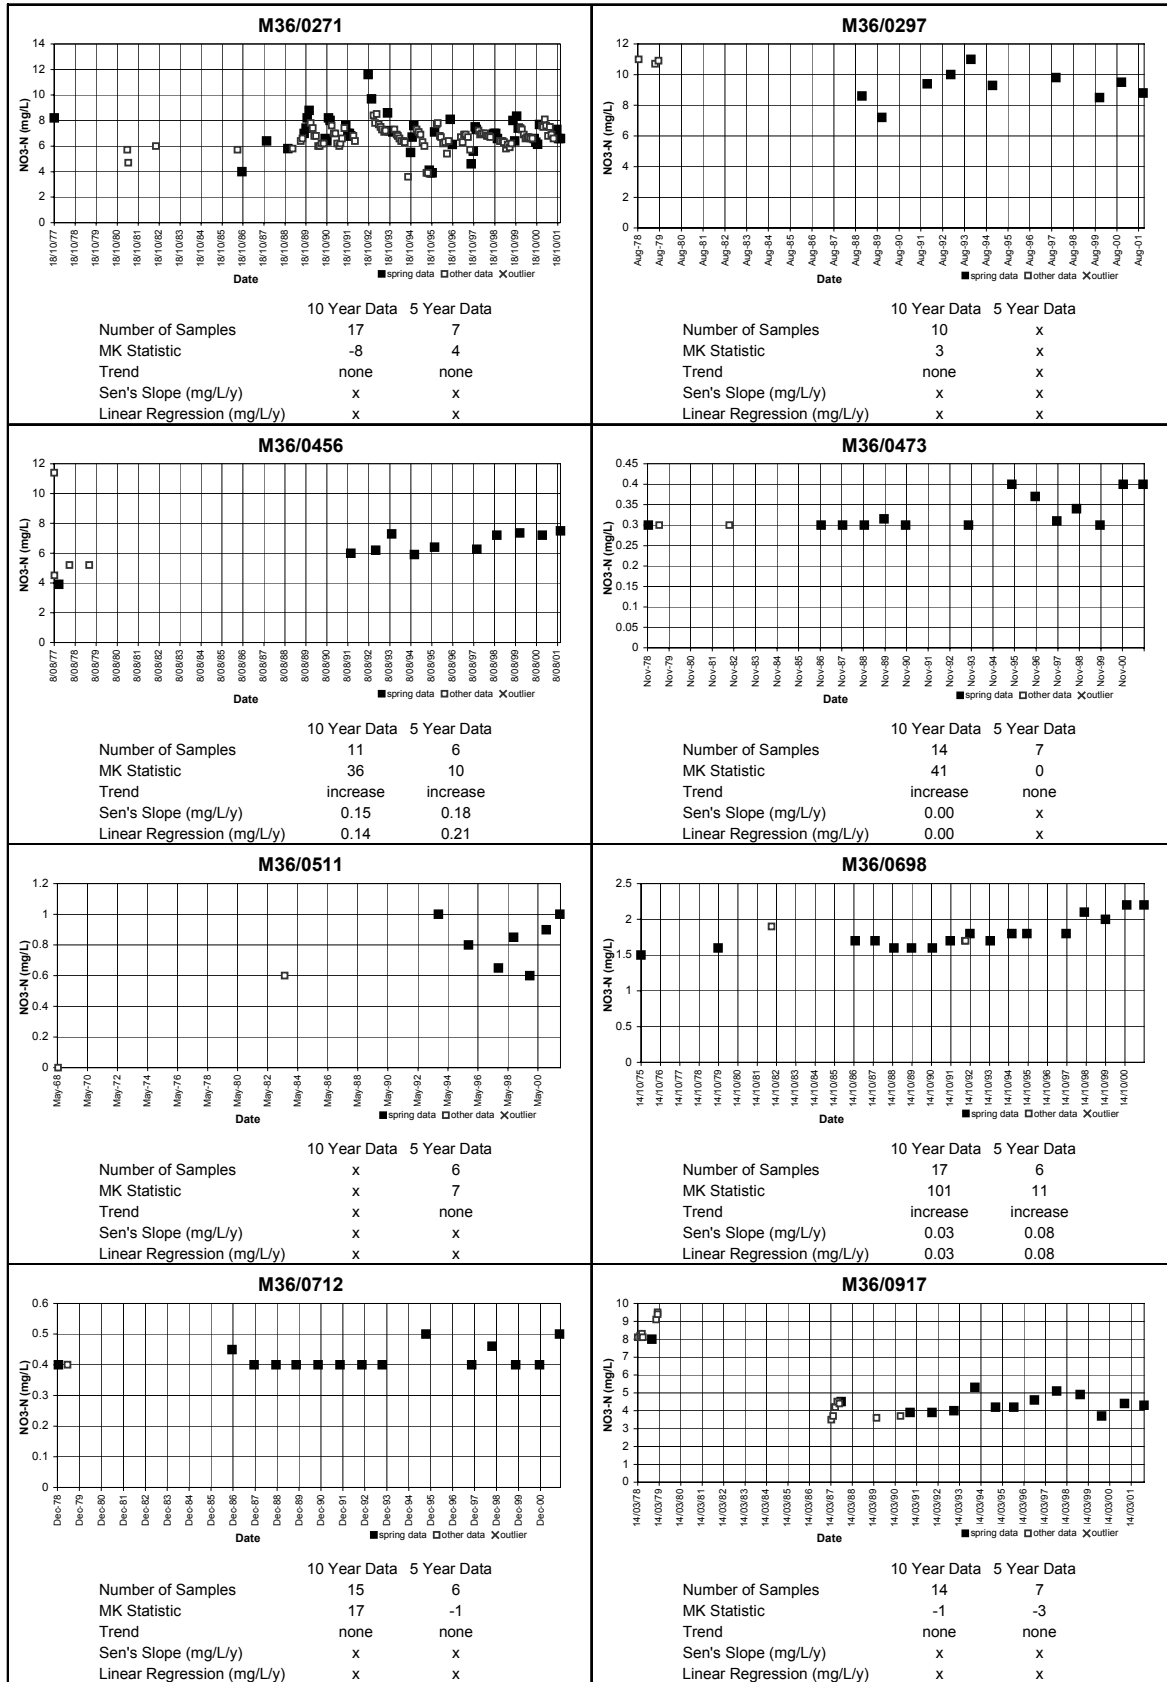 M36/0271
NO3-N (mg/L)
14
12
10
8
6
4
2
0
18/10/77
18/10/78
18/10/79
18/10/80
18/10/81
18/10/82
18/10/83
18/10/84
18/10/85
18/10/86
18/10/87
18/10/88
18/10/89
18/10/90
18/10/91
18/10/92
18/10/93
18/10/94
18/10/95
18/10/96
18/10/97
18/10/98
18/10/99
18/10/00
18/10/01
Date
spring data other data outlier
10 Year Data 5 Year Data
Number of Samples 17 7
MK Statistic -8 4
Trend none none
Sen's Slope (mg/L/y) x x
Linear Regression (mg/L/y) x x
M36/0297
NO3-N (mg/L)
12
10
8
6
4
2
0
Aug-78
Aug-79
Aug-80
Aug-81
Aug-82
Aug-83
Aug-84
Aug-85
Aug-86
Aug-87
Aug-88
Aug-89
Aug-90
Aug-91
Aug-92
Aug-93
Aug-94
Aug-95
Aug-96
Aug-97
Aug-98
Aug-99
Aug-00
Aug-01
Date
spring data other data outlier
10 Year Data 5 Year Data
Number of Samples 10 x
MK Statistic 3 x
Trend none x
Sen's Slope (mg/L/y) x x
Linear Regression (mg/L/y) x x
M36/0456
NO3-N (mg/L)
12
10
8
6
4
2
0
8/08/77
8/08/78
8/08/79
8/08/80
8/08/81
8/08/82
8/08/83
8/08/84
8/08/85
8/08/86
8/08/87
8/08/88
8/08/89
8/08/90
8/08/91
8/08/92
8/08/93
8/08/94
8/08/95
8/08/96
8/08/97
8/08/98
8/08/99
8/08/00
8/08/01
Date
spring data other data outlier
10 Year Data 5 Year Data
Number of Samples 11 6
MK Statistic 36 10
Trend increase increase
Sen's Slope (mg/L/y) 0.15 0.18
Linear Regression (mg/L/y) 0.14 0.21
M36/0473
NO3-N (mg/L)
0.45
0.4
0.35
0.3
0.25
0.2
0.15
0.1
0.05
0
Nov-78
Nov-79
Nov-80
Nov-81
Nov-82
Nov-83
Nov-84
Nov-85
Nov-86
Nov-87
Nov-88
Nov-89
Nov-90
Nov-91
Nov-92
Nov-93
Nov-94
Nov-95
Nov-96
Nov-97
Nov-98
Nov-99
Nov-00
Date
spring data other data outlier
10 Year Data 5 Year Data
Number of Samples 14 7
MK Statistic 41 0
Trend increase none
Sen's Slope (mg/L/y) 0.00 x
Linear Regression (mg/L/y) 0.00 x
M36/0511
NO3-N (mg/L)
1.2
1
0.8
0.6
0.4
0.2
0
May-68
May-70
May-72
May-74
May-76
May-78
May-80
May-82
May-84
May-86
May-88
May-90
May-92
May-94
May-96
May-98
May-00
Date
spring data other data outlier
10 Year Data 5 Year Data
Number of Samples x 6
MK Statistic x 7
Trend x none
Sen's Slope (mg/L/y) x x
Linear Regression (mg/L/y) x x
M36/0698
NO3-N (mg/L)
2.5
2
1.5
1
0.5
0
14/10/75
14/10/76
14/10/77
14/10/78
14/10/79
14/10/80
14/10/81
14/10/82
14/10/83
14/10/84
14/10/85
14/10/86
14/10/87
14/10/88
14/10/89
14/10/90
14/10/91
14/10/92
14/10/93
14/10/94
14/10/95
14/10/96
14/10/97
14/10/98
14/10/99
14/10/00
Date
spring data other data outlier
10 Year Data 5 Year Data
Number of Samples 17 6
MK Statistic 101 11
Trend increase increase
Sen's Slope (mg/L/y) 0.03 0.08
Linear Regression (mg/L/y) 0.03 0.08
M36/0712
NO3-N (mg/L)
0.6
0.5
0.4
0.3
0.2
0.1
0
Dec-78
Dec-79
Dec-80
Dec-81
Dec-82
Dec-83
Dec-84
Dec-85
Dec-86
Dec-87
Dec-88
Dec-89
Dec-90
Dec-91
Dec-92
Dec-93
Dec-94
Dec-95
Dec-96
Dec-97
Dec-98
Dec-99
Dec-00
Date
spring data other data outlier
10 Year Data 5 Year Data
Number of Samples 15 6
MK Statistic 17 -1
Trend none none
Sen's Slope (mg/L/y) x x
Linear Regression (mg/L/y) x x
M36/0917
NO3-N (mg/L)
10
9
8
7
6
5
4
3
2
1
0
14/03/78
14/03/79
14/03/80
14/03/81
14/03/82
14/03/83
14/03/84
14/03/85
14/03/86
14/03/87
14/03/88
14/03/89
14/03/90
14/03/91
14/03/92
14/03/93
14/03/94
14/03/95
14/03/96
14/03/97
14/03/98
14/03/99
14/03/00
14/03/01
Date
spring data other data outlier
10 Year Data 5 Year Data
Number of Samples 14 7
MK Statistic -1 -3
Trend none none
Sen's Slope (mg/L/y) x x
Linear Regression (mg/L/y) x x